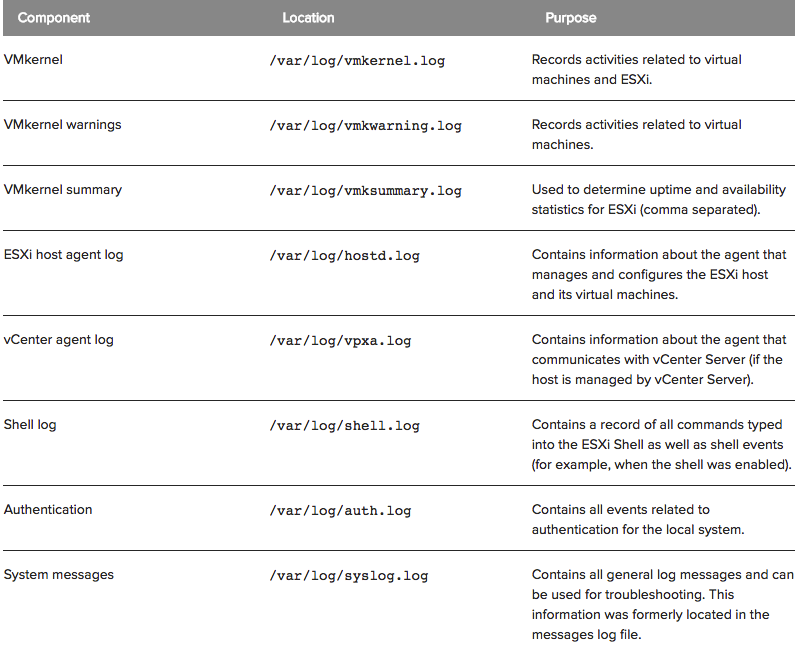 Component Location Purpose
VMkernel /var/log/vmkernel.log Records activities related to virtual
machines and ESXi.
VMkernel warnings /var/log/vmkwarning.log Records activities related to virtual
machines.
VMkernel summary /var/log/vmksummary.log Used to determine uptime and availability
statistics for ESXi (comma separated).
ESXi host agent log /var/log/hostd.log Contains information about the agent that
manages and configures the ESXi host
and its virtual machines.
vCenter agent log /var/log/vpxa.log Contains information about the agent that
communicates with vCenter Server (if the
host is managed by vCenter Server).
Shell log /var/log/shell.log Contains a record of all commands typed
into the ESXi Shell as well as shell events
(for example, when the shell was enabled).
Authentication /var/log/auth.log Contains all events related to
authentication for the local system.
System messages /var/log/syslog.log Contains all general log messages and can
be used for troubleshooting. This
information was formerly located in the
messages log file.